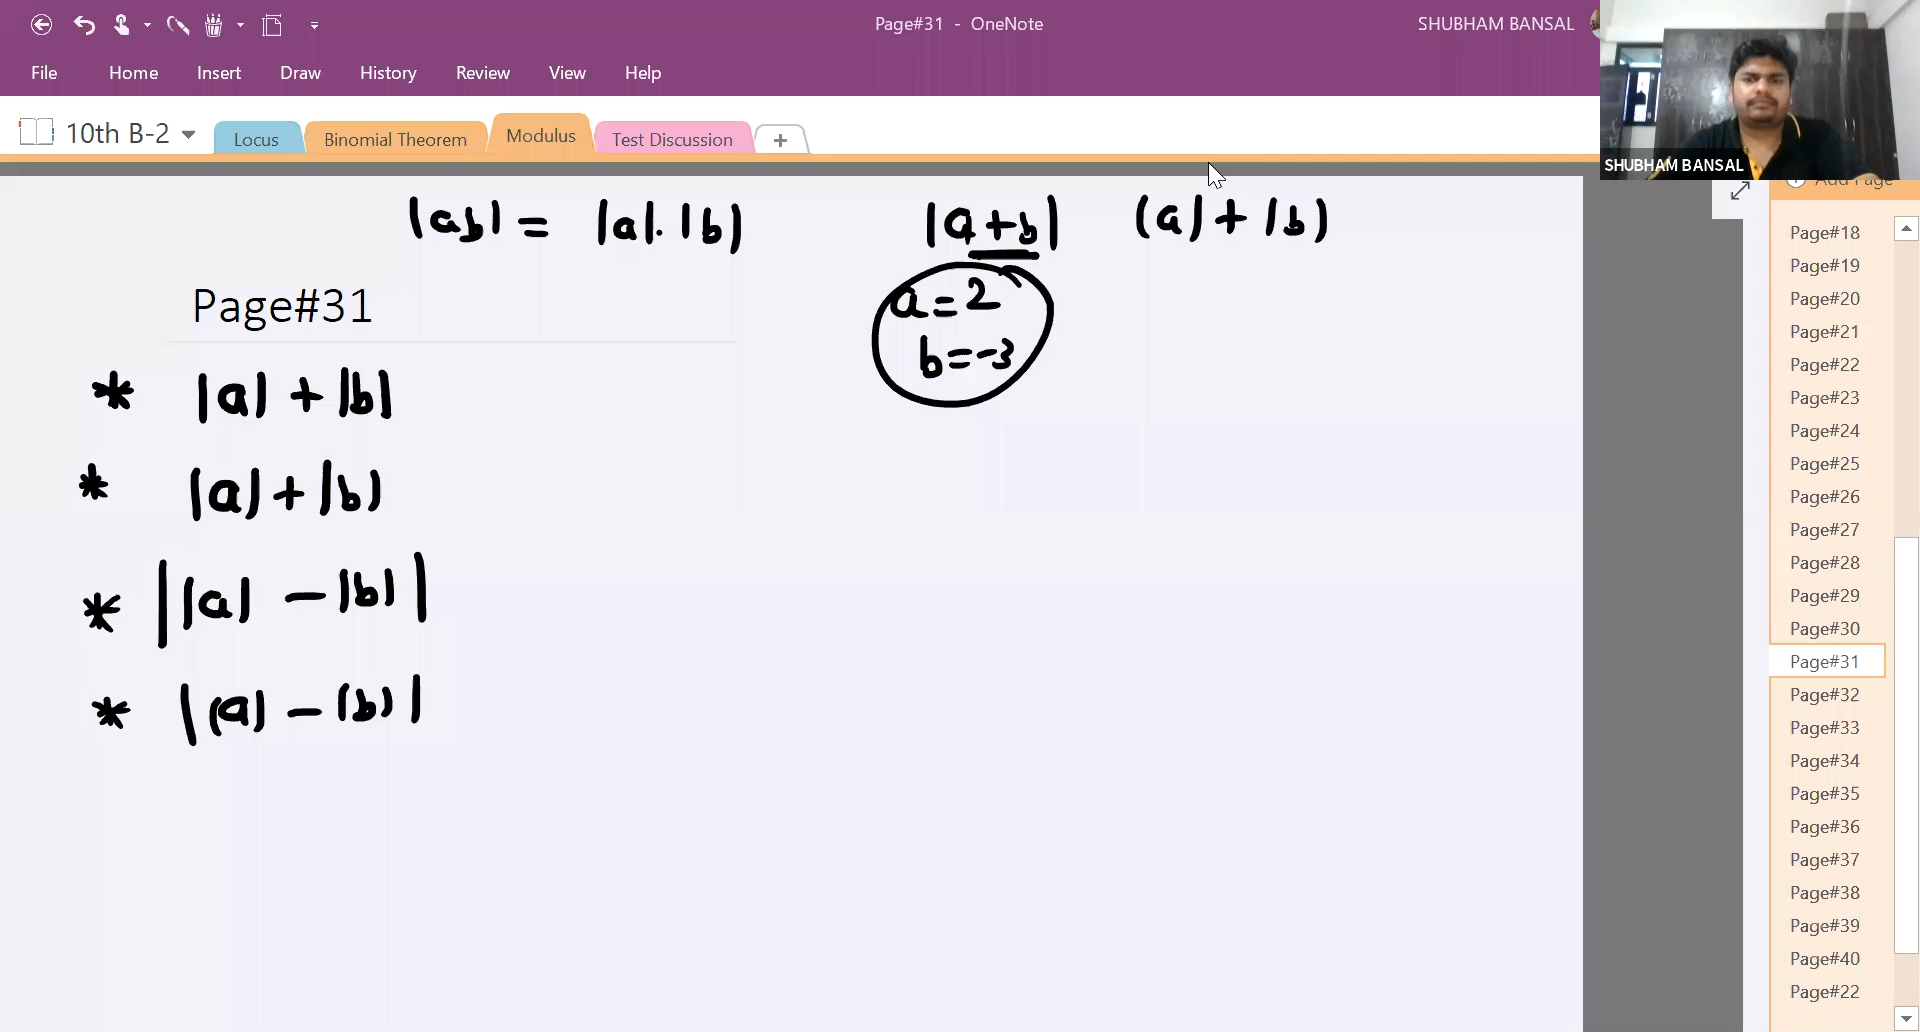 Page#31 - OneNote
SHUBHAM BANSAL
File Home Insert Draw History Review View Help
SHUBHAM BANSAL
10th B-2
Locus
Binomial Theorem
Modulus
Test Discussion
+
Add Page
|ab| = |a|.|b|
|a+b| |a|+|b|
a=2
b=-3
Page#31
* |a| + |b|
* |a|+|b|
* ||a| - |b||
* ||a| - |b||
Page#18
Page#19
Page#20
Page#21
Page#22
Page#23
Page#24
Page#25
Page#26
Page#27
Page#28
Page#29
Page#30
Page#31
Page#32
Page#33
Page#34
Page#35
Page#36
Page#37
Page#38
Page#39
Page#40
Page#22